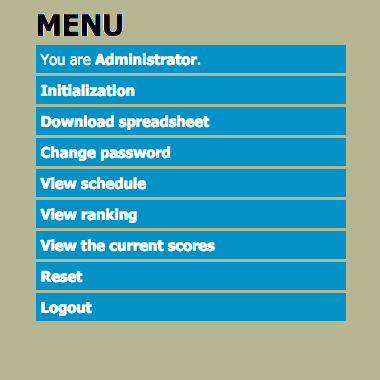 MENU
You are Administrator.
Initialization
Download spreadsheet
Change password
View schedule
View ranking
View the current scores
Reset
Logout